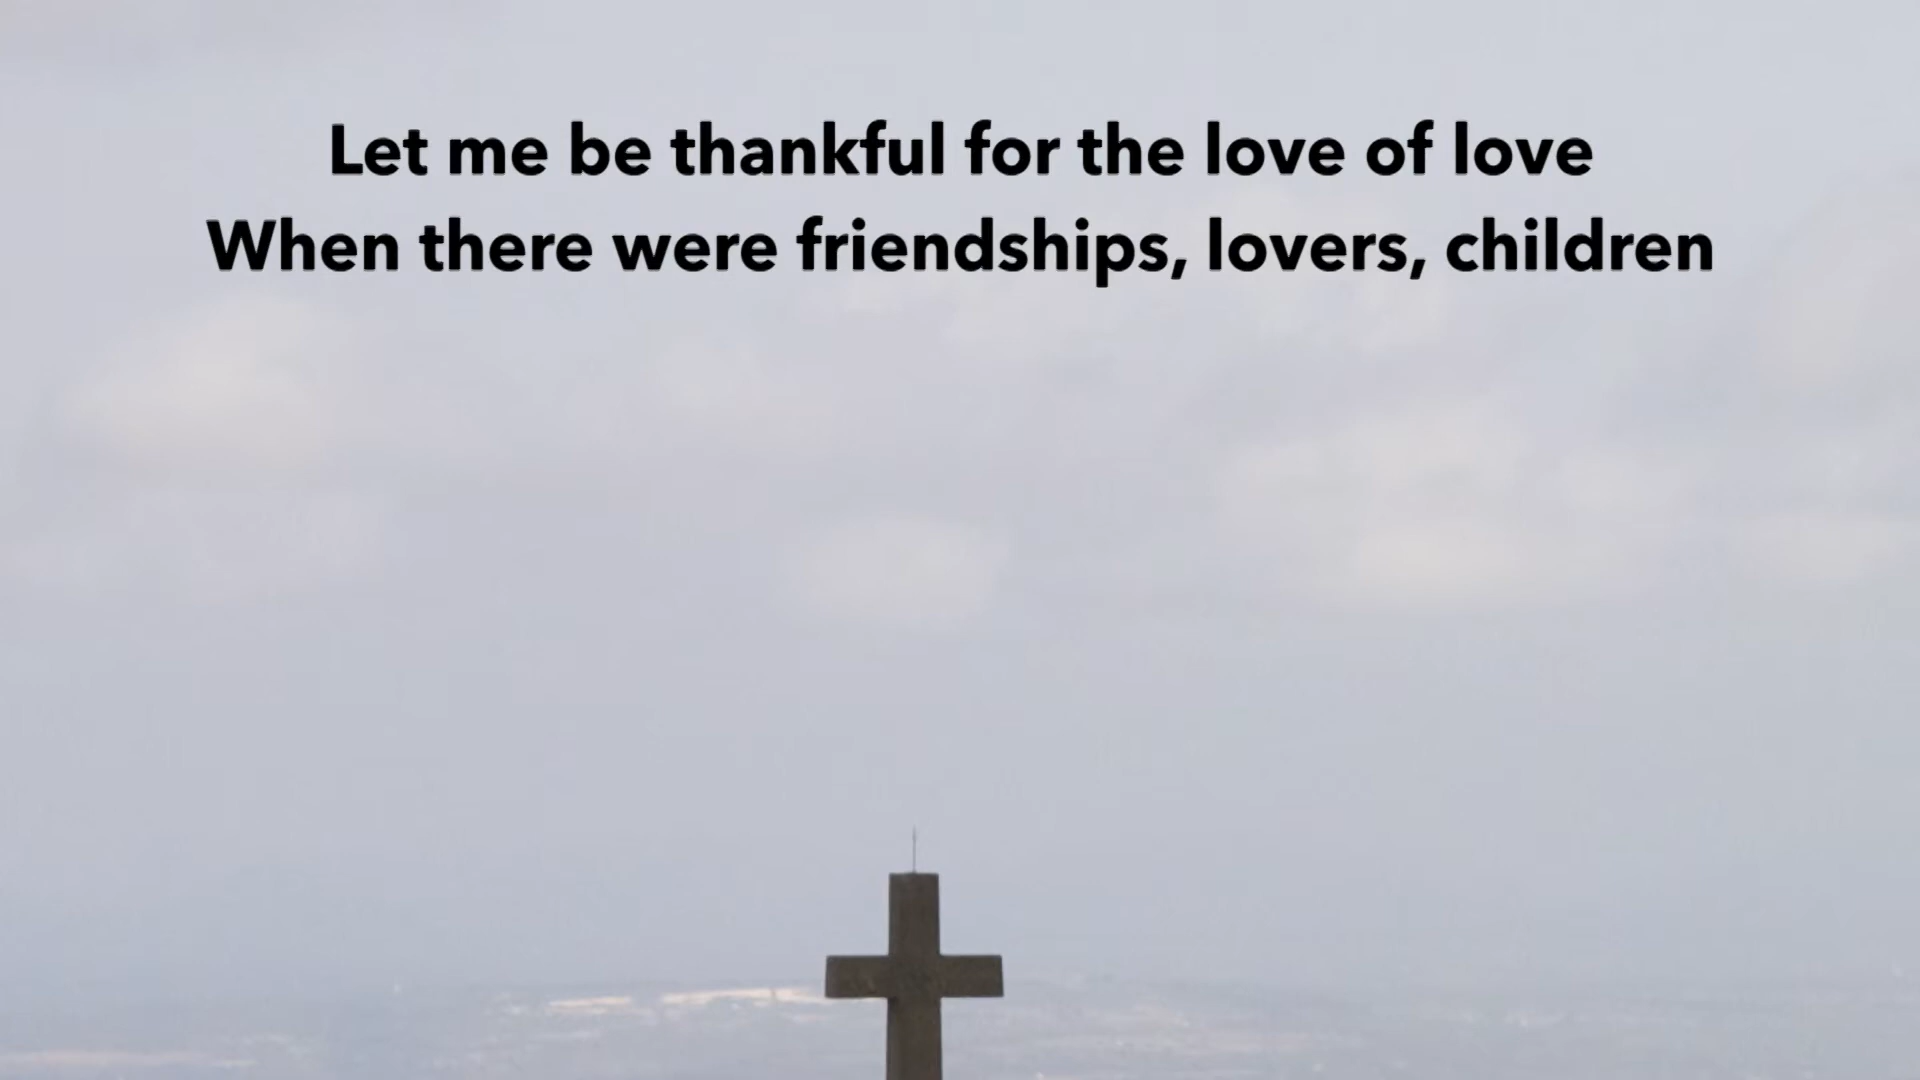 Let me be thankful for the love of love
When there were friendships, lovers, children